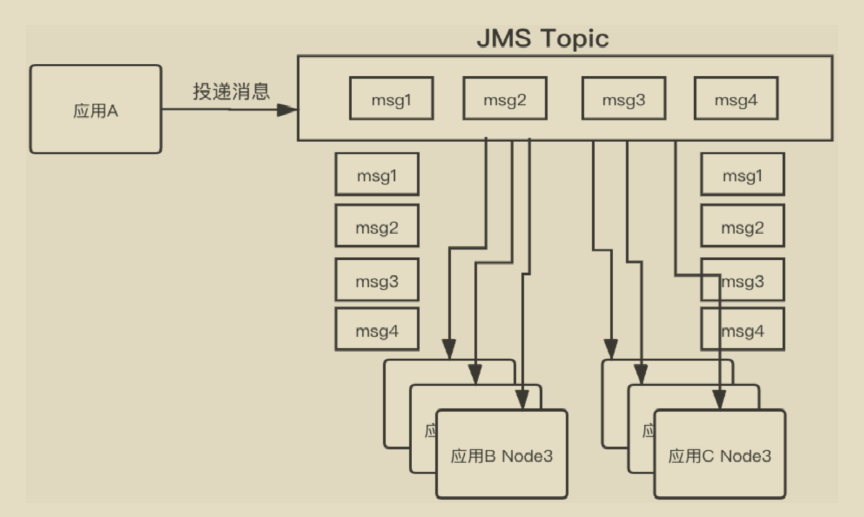 JMS Topic
应用A
投递消息
msg1
msg2
msg3
msg4
msg1
msg2
msg3
msg4
msg1
msg2
msg3
msg4
应用B Node3
应用C Node3